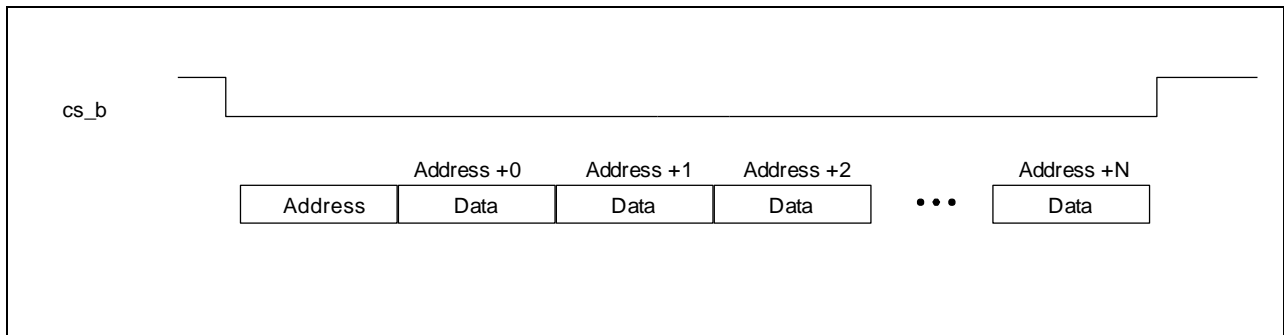 cs_b
Address +0 Address +1 Address +2 Address +N
Address Data Data Data ••• Data